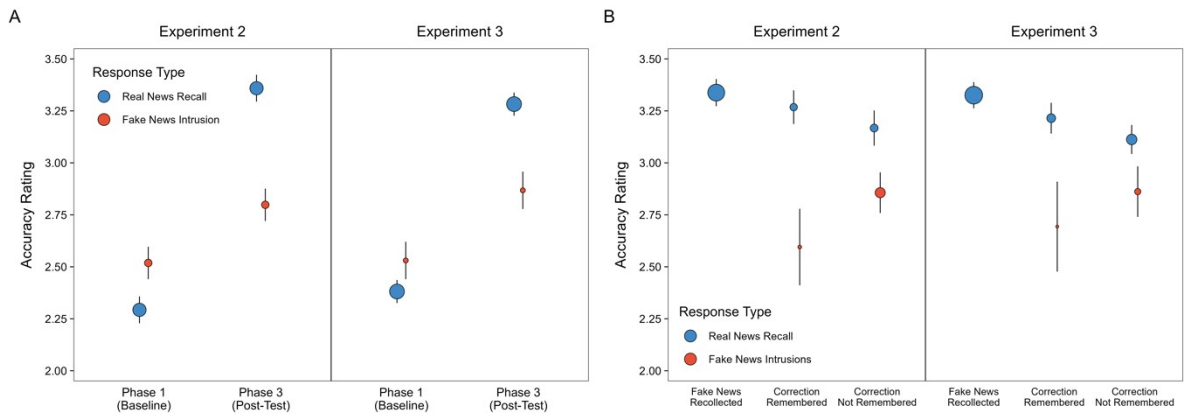 A
Experiment 2
Experiment 3
Accuracy Rating
3.50
3.25
3.00
2.75
2.50
2.25
2.00
Response Type
Real News Recall
Fake News Intrusion
Phase 1
(Baseline)
Phase 3
(Post-Test)
Phase 1
(Baseline)
Phase 3
(Post-Test)
B
Experiment 2
Experiment 3
Accuracy Rating
3.50
3.25
3.00
2.75
2.50
2.25
2.00
Response Type
Real News Recall
Fake News Intrusions
Fake News
Recollected
Correction
Remembered
Correction
Not Remembered
Fake News
Recollected
Correction
Remembered
Correction
Not Remembered